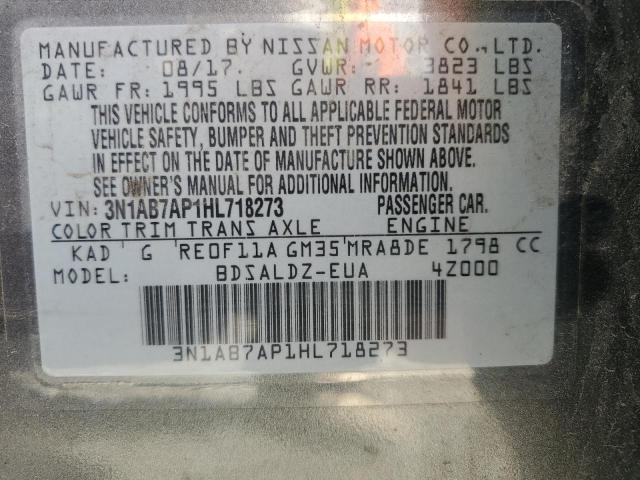 MANUFACTURED BY NISSAN MOTOR CO., LTD.
DATE: 08/17. GVWR: 3823 LBS
GAWR FR: 1995 LBS GAWR RR: 1841 LBS
THIS VEHICLE CONFORMS TO ALL APPLICABLE FEDERAL MOTOR
VEHICLE SAFETY, BUMPER AND THEFT PREVENTION STANDARDS
IN EFFECT ON THE DATE OF MANUFACTURE SHOWN ABOVE.
SEE OWNER'S MANUAL FOR ADDITIONAL INFORMATION.
VIN: 3N1AB7AP1HL718273 PASSENGER CAR.
COLOR TRIM TRANS AXLE ENGINE
KAD G RE0F11A GM35 MRA8DE 1798 CC
MODEL: BDSALDZ-EUA 4Z000
3N1AB7AP1HL718273